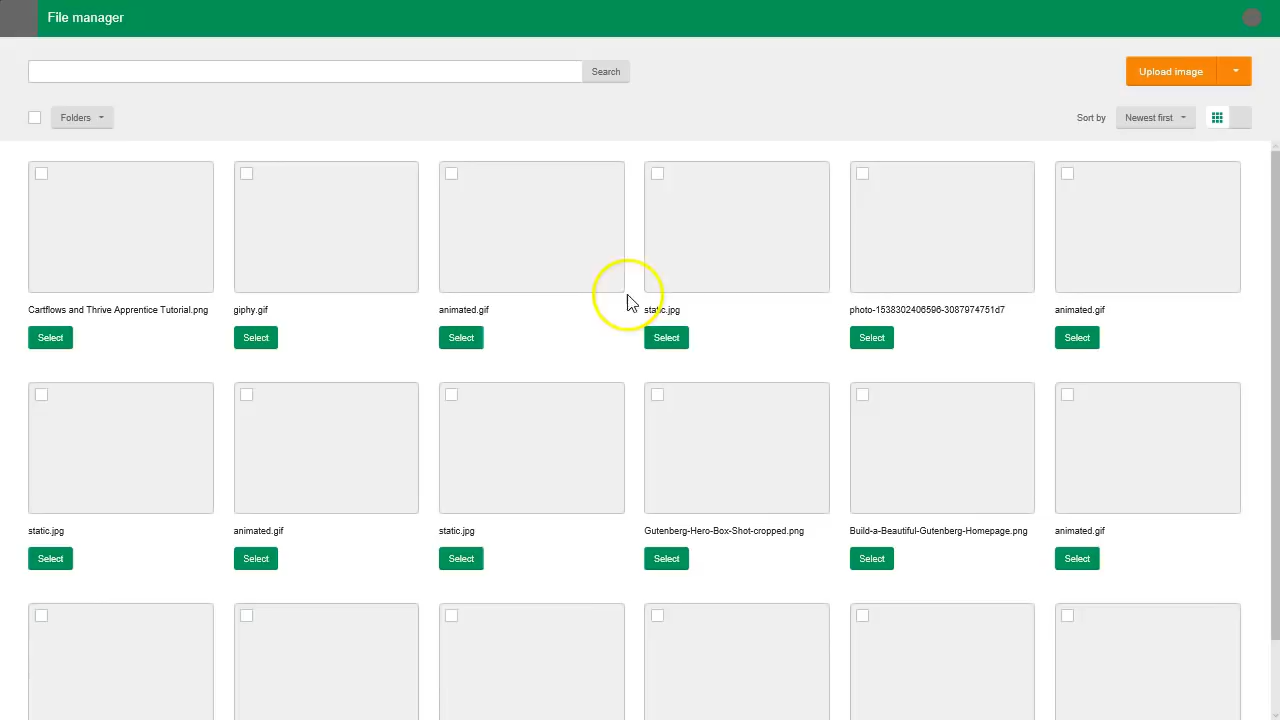 File manager
Search
Upload image
Folders
Sort by
Newest first
Cartflows and Thrive Apprentice Tutorial.png
giphy.gif
animated.gif
static.jpg
photo-1538302406596-3087974751d7
animated.gif
Select
Select
Select
Select
Select
Select
static.jpg
animated.gif
static.jpg
Gutenberg-Hero-Box-Shot-cropped.png
Build-a-Beautiful-Gutenberg-Homepage.png
animated.gif
Select
Select
Select
Select
Select
Select